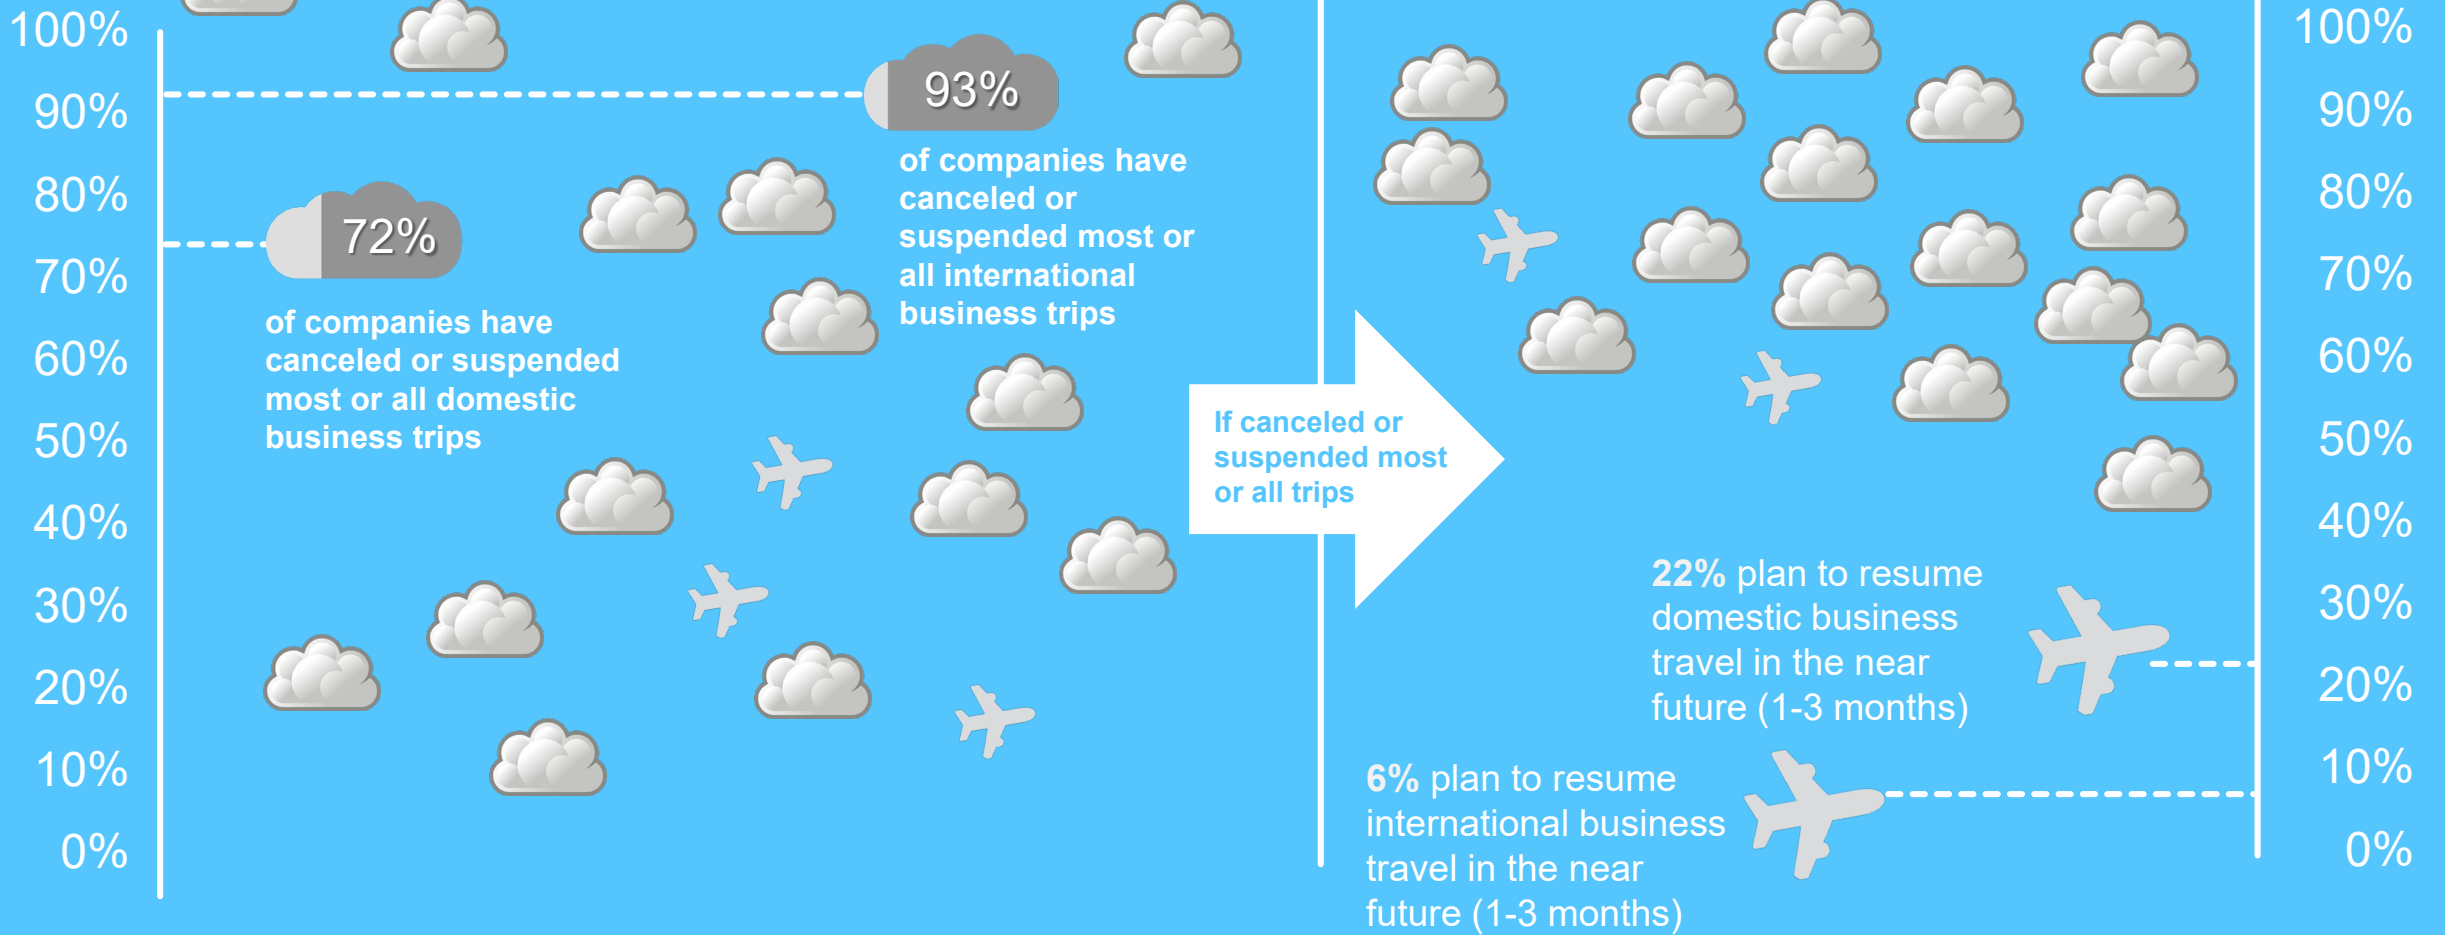 100%
90%
80%
70%
60%
50%
40%
30%
20%
10%
0%
93%
of companies have
canceled or
suspended most or
all international
business trips
72%
of companies have
canceled or suspended
most or all domestic
business trips
If canceled or
suspended most
or all trips
22% plan to resume
domestic business
travel in the near
future (1-3 months)
6% plan to resume
international business
travel in the near
future (1-3 months)
100%
90%
80%
70%
60%
50%
40%
30%
20%
10%
0%